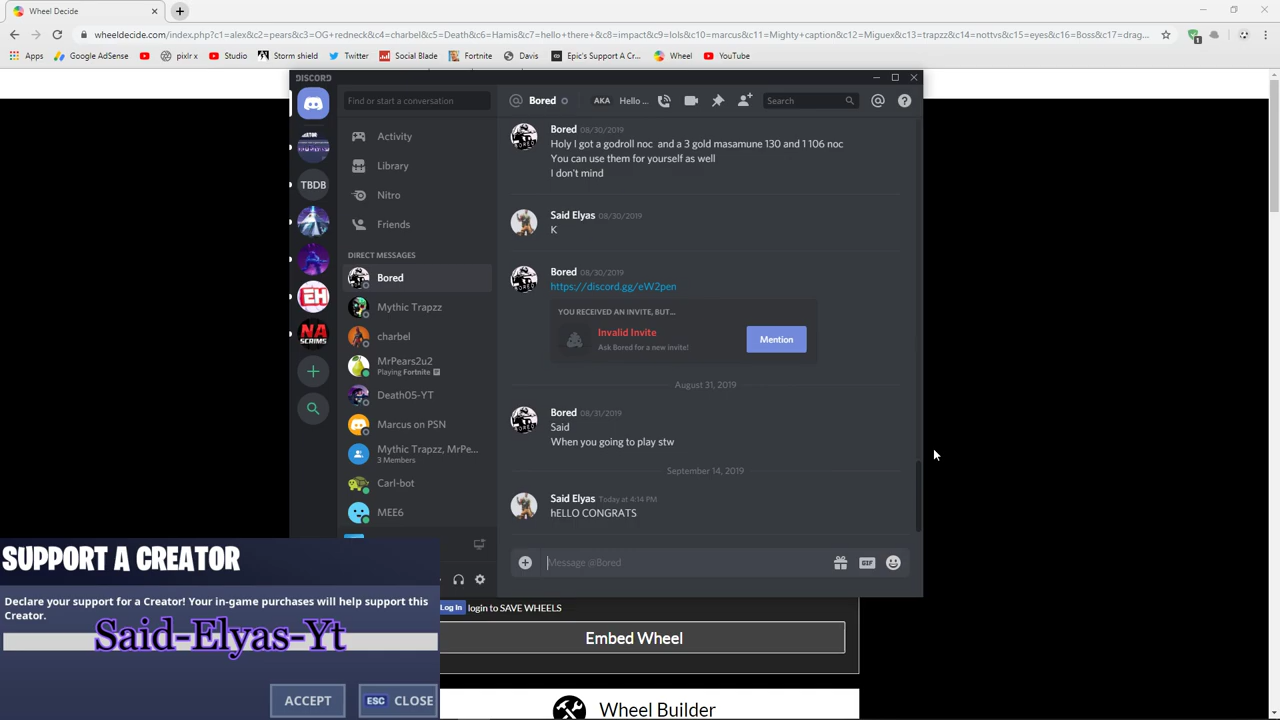 Wheel Decide
wheeldecide.com/index.php?c1=alex&c2=pears&c3=OG+redneck&c4=charbel&c5=Death&c6=Hamis&c7=hello+there+&c8=impact&c9=lols&c10=marcus&c11=Mighty+caption&c12=Miguex&c13=trapzz&c14=nottvs&c15=eyes&c16=Boss&c17=drag...
Apps Google AdSense Studio pixlr x Studio Storm shield Twitter Social Blade Fortnite Davis Epic's Support A Cr... Wheel YouTube
DISCORD
Find or start a conversation
Bored AKA Hello ... Search
Activity
Library
Nitro
Friends
DIRECT MESSAGES
TBDB
EH
NA
SCRIMS
Bored
Mythic Trapzz
charbel
MrPears2u2
Playing Fortnite
Death05-YT
Marcus on PSN
Mythic Trapzz, MrPe...
3 Members
Carl-bot
MEE6
Bored 08/30/2019
Holy I got a godroll noc and a 3 gold masamune 130 and 1 106 noc
You can use them for yourself as well
I don't mind
Said Elyas 08/30/2019
K
Bored 08/30/2019
https://discord.gg/eW2pen
YOU RECEIVED AN INVITE, BUT...
Invalid Invite
Ask Bored for a new invite!
Mention
August 31, 2019
Bored 08/31/2019
Said
When you going to play stw
September 14, 2019
Said Elyas Today at 4:14 PM
hELLO CONGRATS
Message @Bored
GIF
SUPPORT A CREATOR
Declare your support for a Creator! Your in-game purchases will help support this
Creator.
Said-Elyas-Yt
ACCEPT
ESC CLOSE
Log In login to SAVE WHEELS
Embed Wheel
Wheel Builder